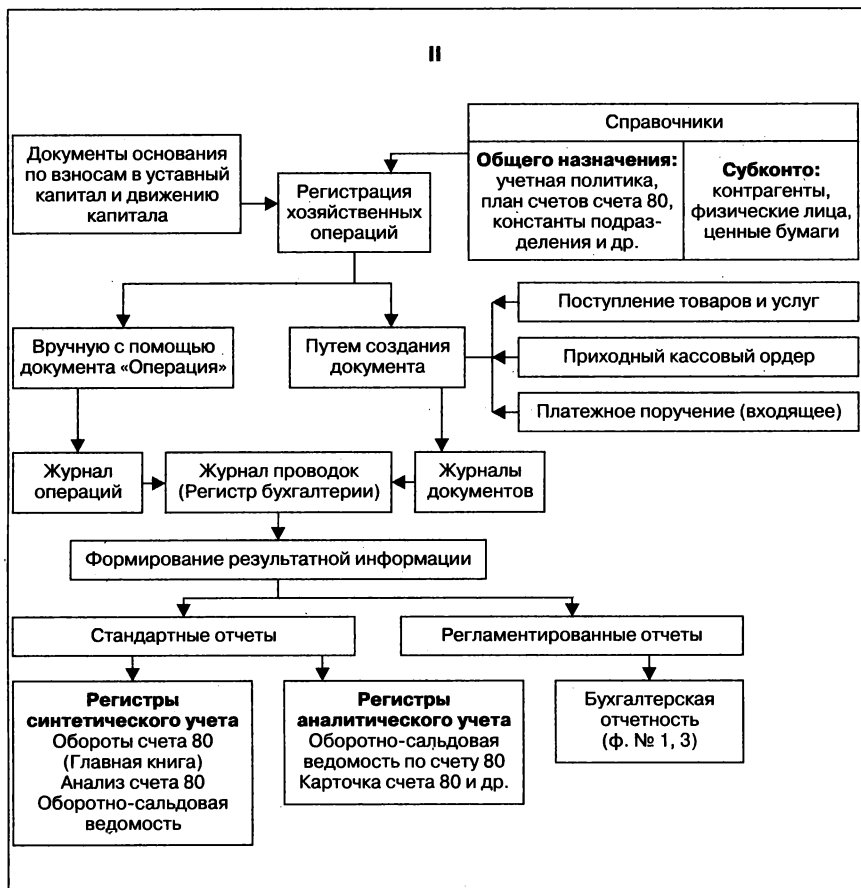 II
Справочники
Документы основания
по взносам в уставный
капитал и движению
капитала
Регистрация
хозяйственных
операций
Общего назначения:
учетная политика,
план счетов счета 80,
константы подраз-
деления и др.
Субконто:
контрагенты,
физические лица,
ценные бумаги
Вручную с помощью
документа «Операция»
Путем создания
документа
Поступление товаров и услуг
Приходный кассовый ордер
Платежное поручение (входящее)
Журнал
операций
Журнал проводок
(Регистр бухгалтерии)
Журналы
документов
Формирование результатной информации
Стандартные отчеты
Регламентированные отчеты
Регистры
синтетического учета
Обороты счета 80
(Главная книга)
Анализ счета 80
Оборотно-сальдовая
ведомость
Регистры
аналитического учета
Оборотно-сальдовая
ведомость по счету 80
Карточка счета 80 и др.
Бухгалтерская
отчетность
(ф. № 1, 3)